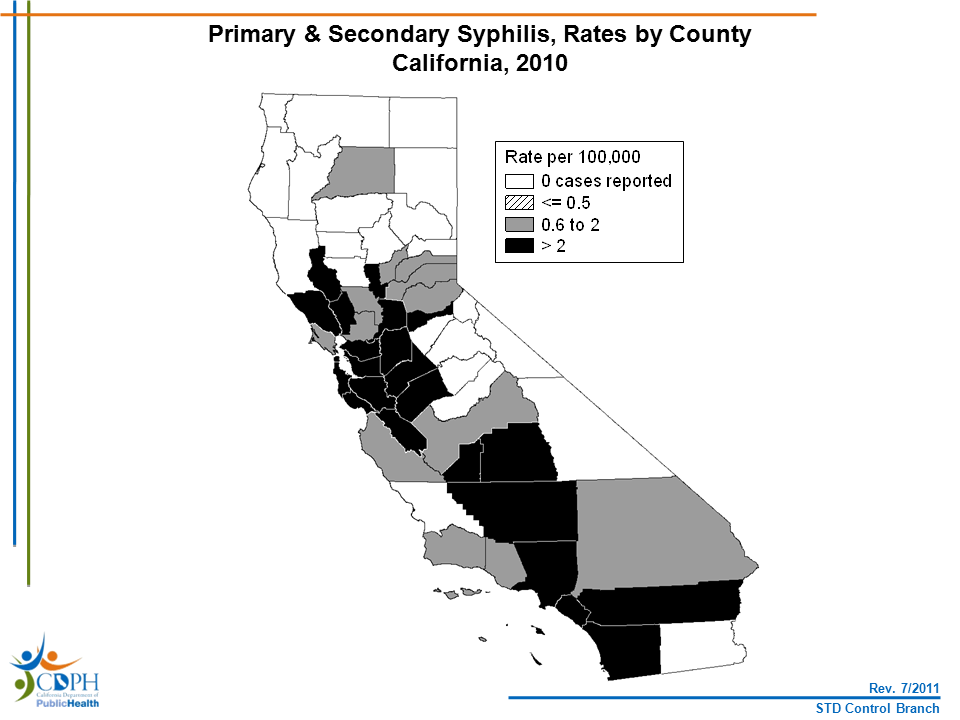 Primary & Secondary Syphilis, Rates by County
California, 2010
Rate per 100,000
0 cases reported
<= 0.5
0.6 to 2
> 2
CDPH
California Department of
PublicHealth
Rev. 7/2011
STD Control Branch